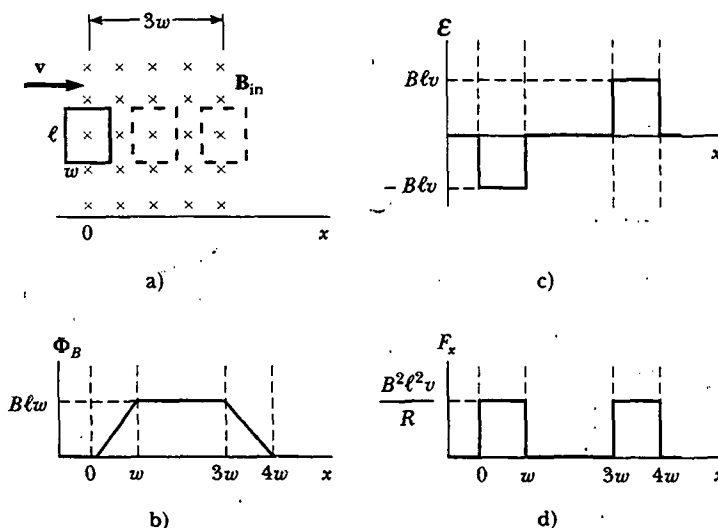 3w
v
× × × × ×
× × × × × B_in
ℓ × × ×
w
× × × × ×
× × × × ×
0 x
a)
ε
Bℓv
x
−Bℓv
c)
Φ_B
Bℓw
0 w 3w 4w x
b)
F_x
B²ℓ²v
R
0 w 3w 4w x
d)